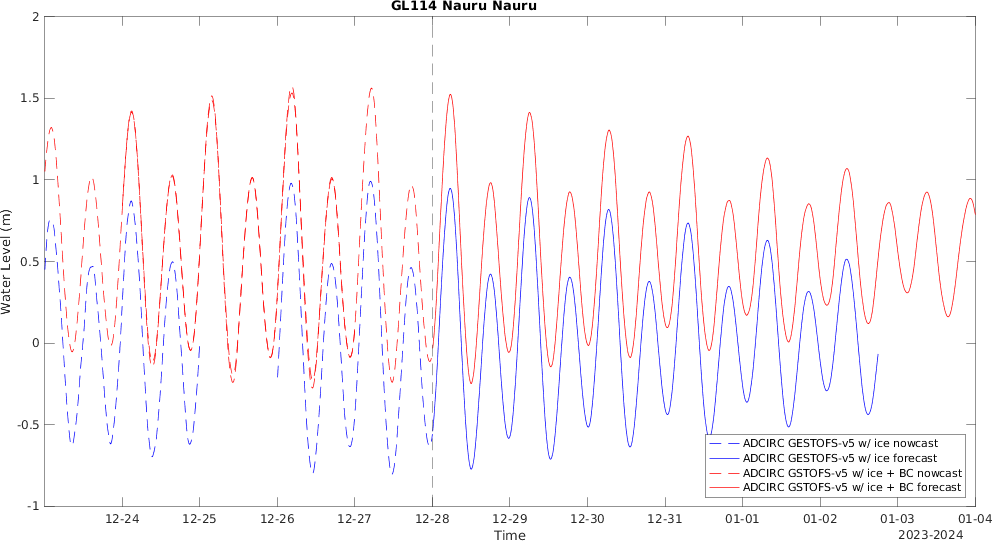 GL114 Nauru Nauru
Water Level (m)
2
1.5
1
0.5
0
-0.5
-1
ADCIRC GESTOFS-v5 w/ ice nowcast
ADCIRC GESTOFS-v5 w/ ice forecast
ADCIRC GSTOFS-v5 w/ ice + BC nowcast
ADCIRC GSTOFS-v5 w/ ice + BC forecast
12-24 12-25 12-26 12-27 12-28 12-29 12-30 12-31 01-01 01-02 01-03 01-04
Time
2023-2024